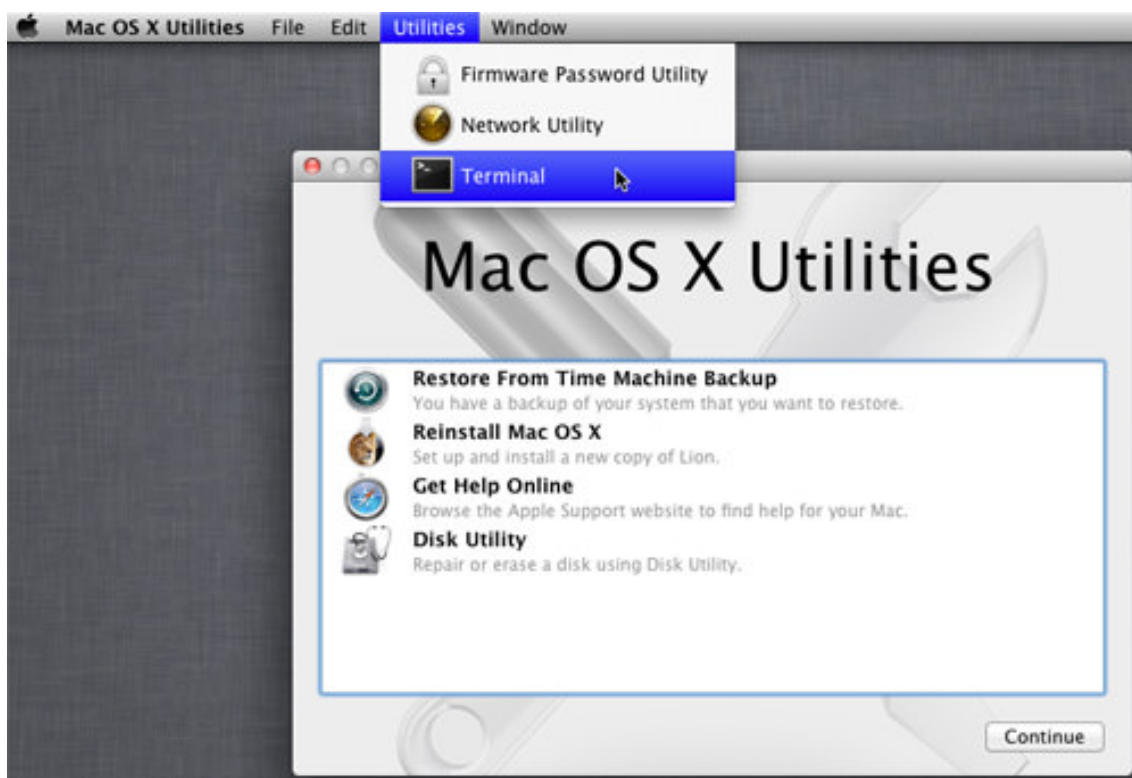 Mac OS X Utilities File Edit Utilities Window
Firmware Password Utility
Network Utility
Terminal
Mac OS X Utilities
Restore From Time Machine Backup
You have a backup of your system that you want to restore.
Reinstall Mac OS X
Set up and install a new copy of Lion.
Get Help Online
Browse the Apple Support website to find help for your Mac.
Disk Utility
Repair or erase a disk using Disk Utility.
Continue